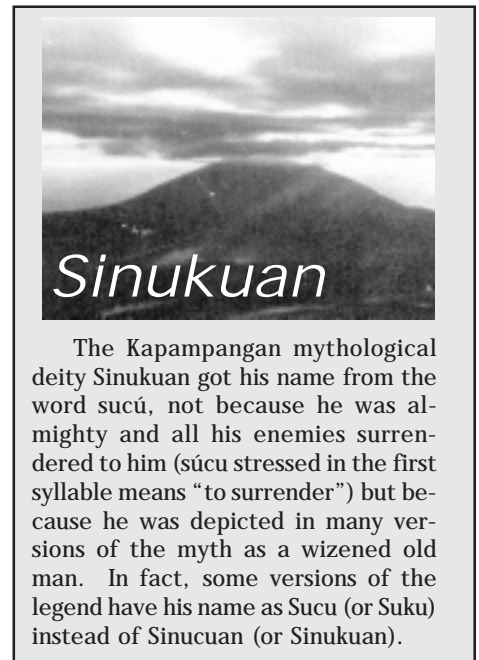 Sinukuan
The Kapampangan mythological
deity Sinukuan got his name from the
word sucú, not because he was al-
mighty and all his enemies surren-
dered to him (súcu stressed in the first
syllable means “to surrender”) but be-
cause he was depicted in many ver-
sions of the myth as a wizened old
man. In fact, some versions of the
legend have his name as Sucu (or Suku)
instead of Sinucuan (or Sinukuan).